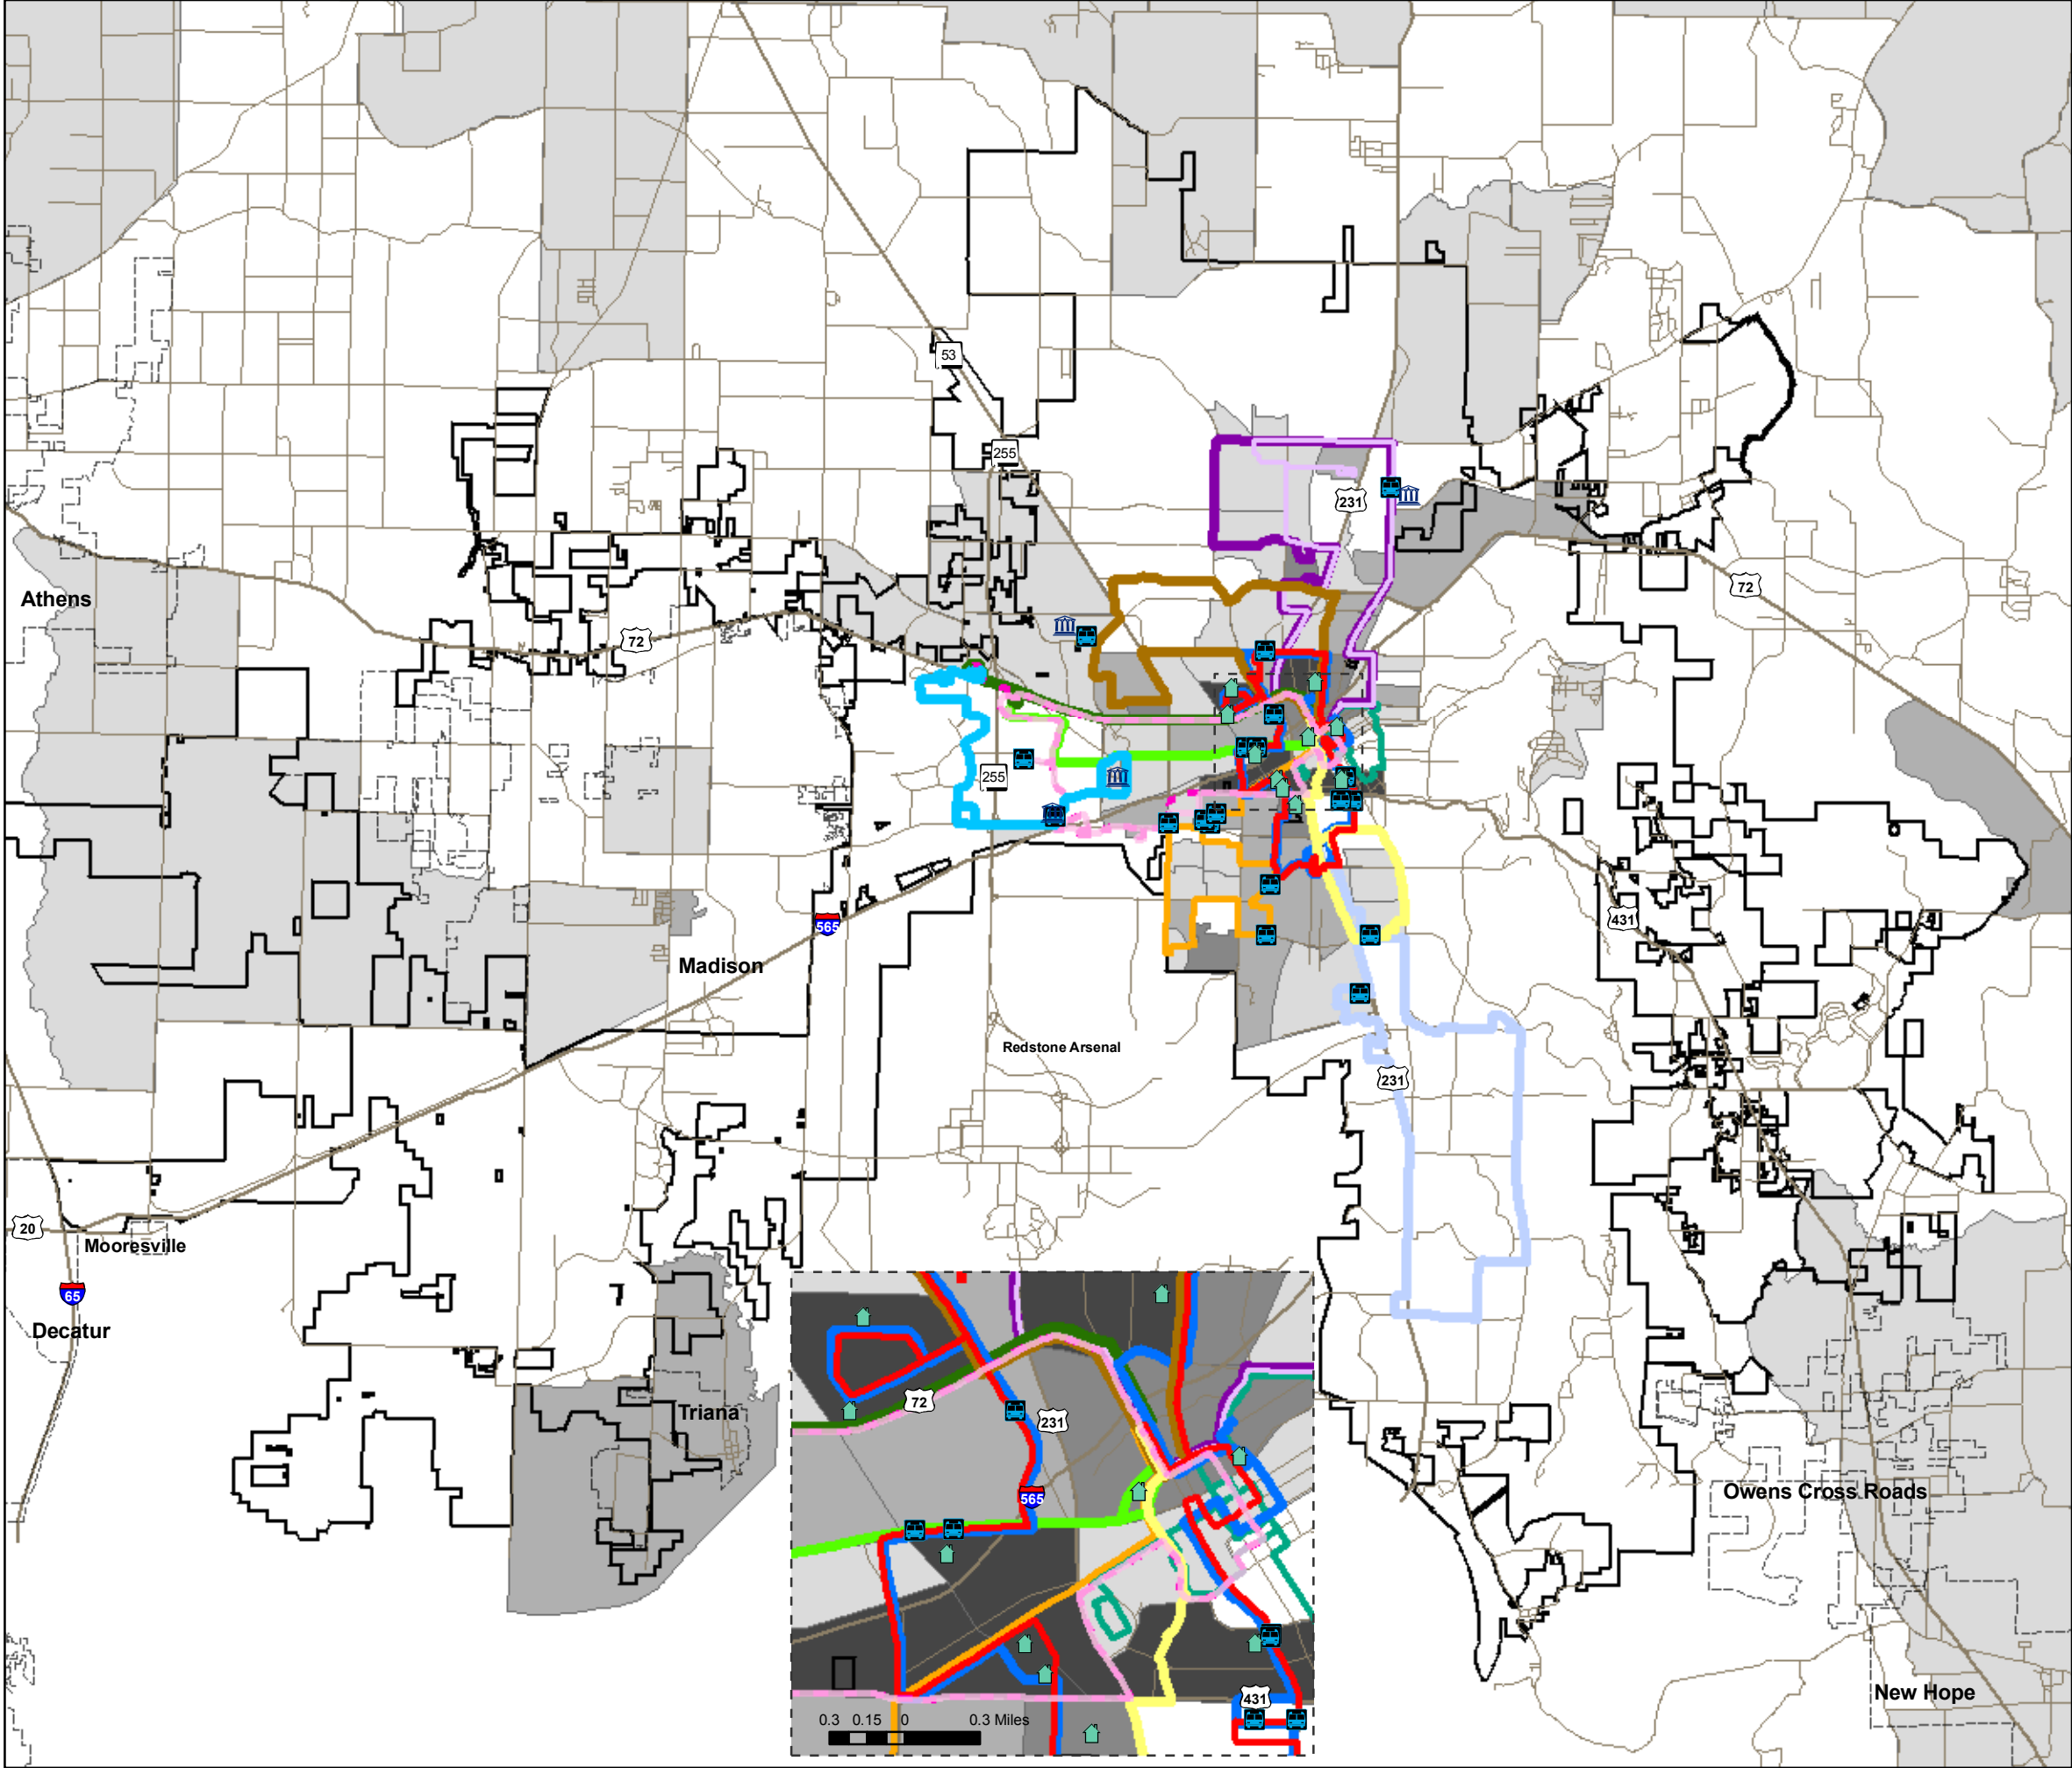 53
255
231
72
Athens
72
255
431
565
Madison
Redstone Arsenal
231
20
Mooresville
65
Decatur
72
Triana
231
565
Owens Cross Roads
New Hope
431
0.3 0.15 0 0.3 Miles